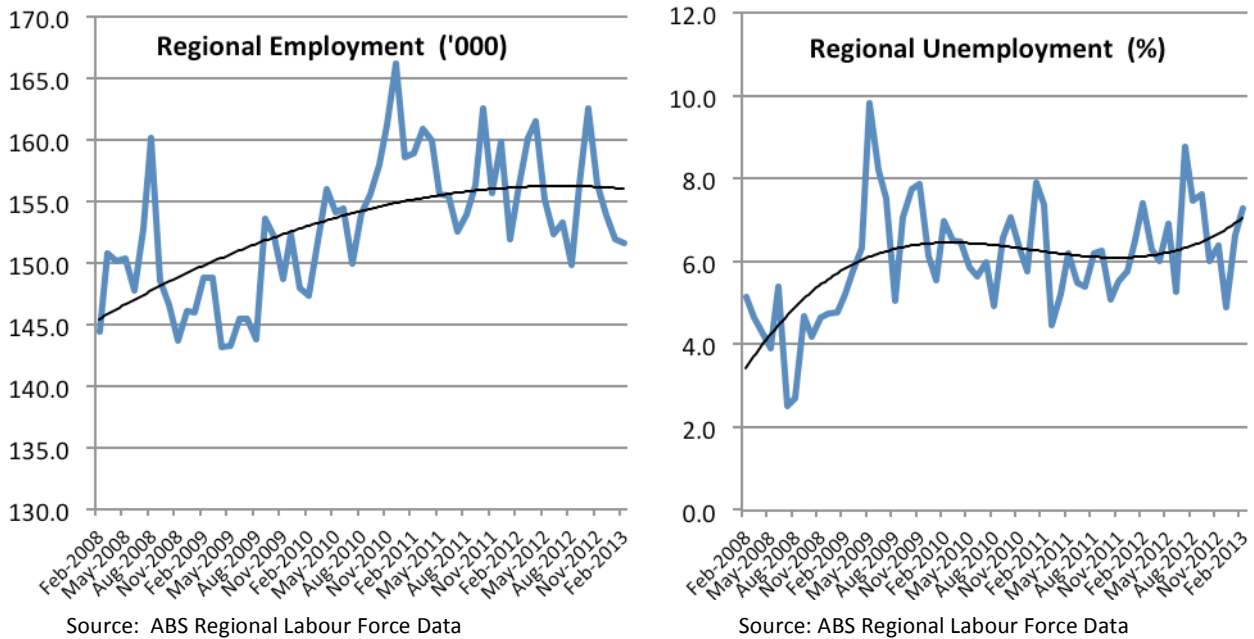 Regional Employment ('000)
170.0
165.0
160.0
155.0
150.0
145.0
140.0
135.0
130.0
Feb-2008
May-2008
Aug-2008
Nov-2008
Feb-2009
May-2009
Aug-2009
Nov-2009
Feb-2010
May-2010
Aug-2010
Nov-2010
Feb-2011
May-2011
Aug-2011
Nov-2011
Feb-2012
May-2012
Aug-2012
Nov-2012
Feb-2013
Source: ABS Regional Labour Force Data
Regional Unemployment (%)
12.0
10.0
8.0
6.0
4.0
2.0
0.0
Feb-2008
May-2008
Aug-2008
Nov-2008
Feb-2009
May-2009
Aug-2009
Nov-2009
Feb-2010
May-2010
Aug-2010
Nov-2010
Feb-2011
May-2011
Aug-2011
Nov-2011
Feb-2012
May-2012
Aug-2012
Nov-2012
Feb-2013
Source: ABS Regional Labour Force Data